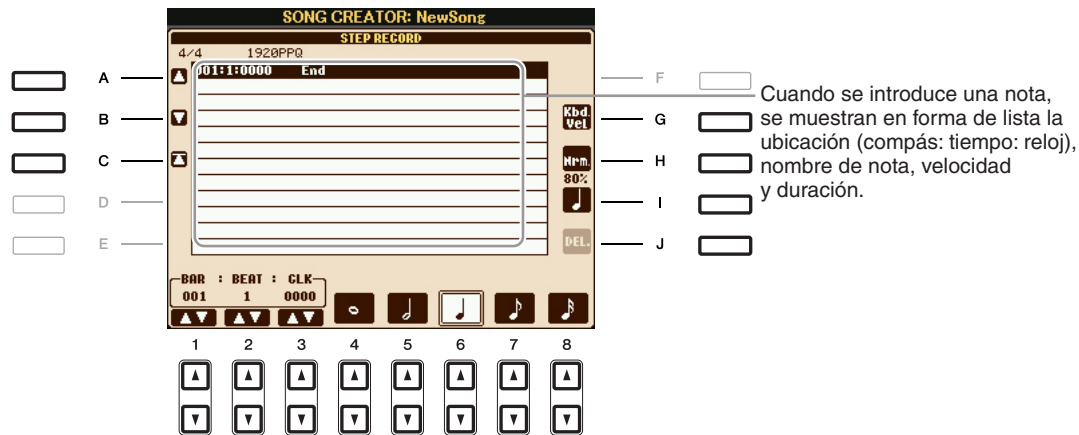 SONG CREATOR: NewSong
STEP RECORD
4/4 1920PPQ
001:1:0000 End
A
B
C
D
E
F
G
H
I
J
Kbd. Vel
Nrm.
80%
DEL.
Cuando se introduce una nota,
se muestran en forma de lista la
ubicación (compás: tiempo: reloj),
nombre de nota, velocidad
y duración.
BAR : BEAT : CLK
001 1 0000
1 2 3 4 5 6 7 8